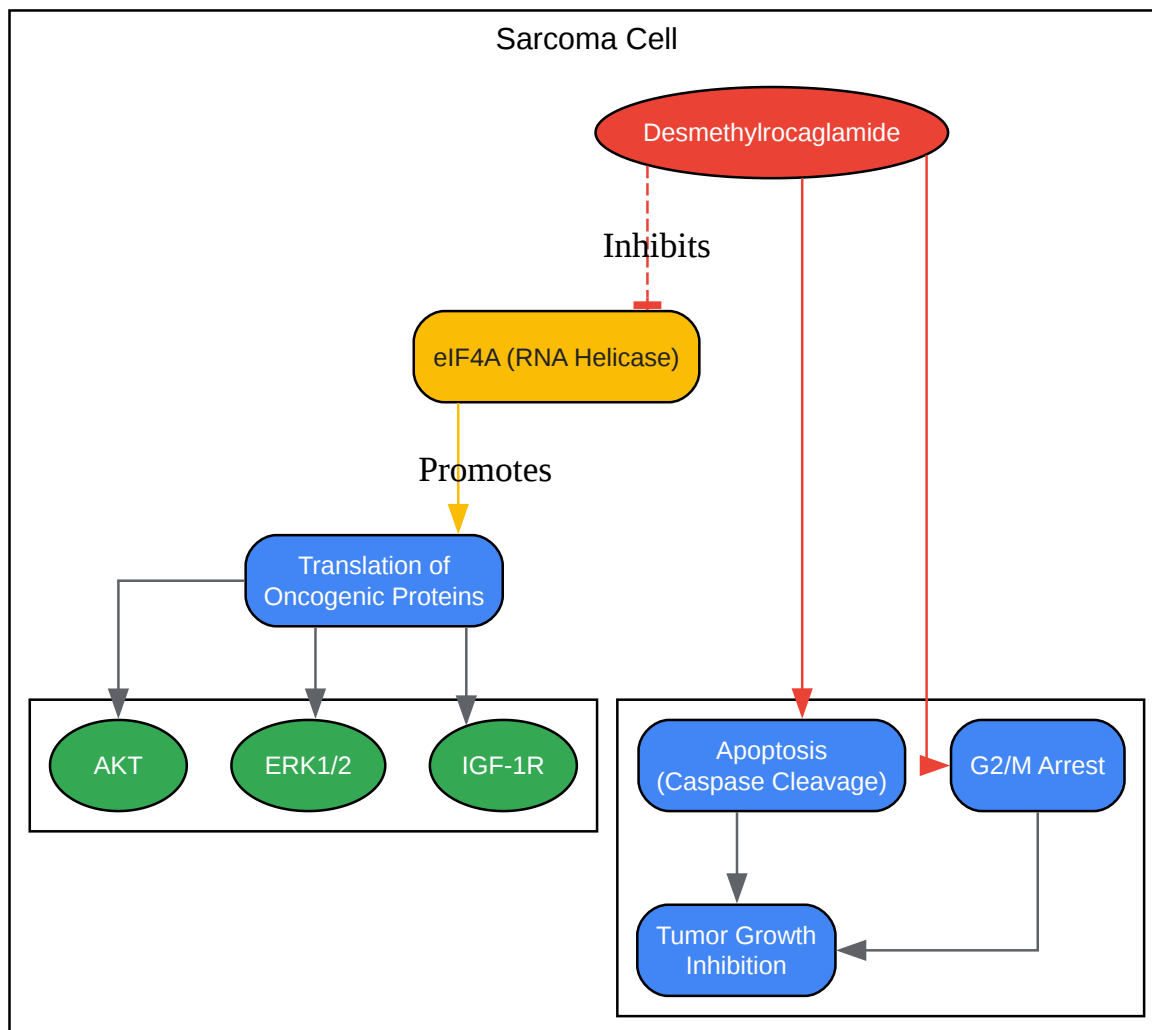 Sarcoma Cell
Desmethylrocaglamide
Inhibits
eIF4A (RNA Helicase)
Promotes
Translation of
Oncogenic Proteins
AKT
ERK1/2
IGF-1R
Apoptosis
(Caspase Cleavage)
G2/M Arrest
Tumor Growth
Inhibition